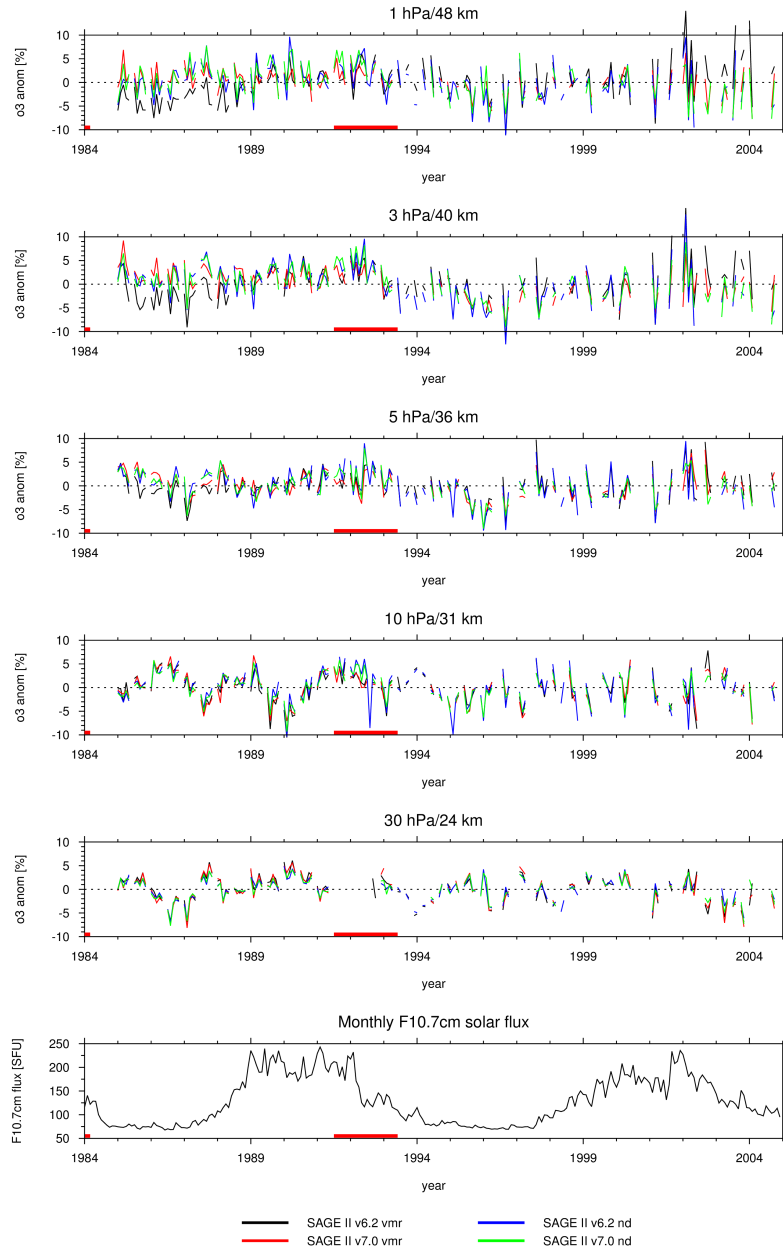 1 hPa/48 km
o3 anom [%]
10
5
0
-5
-10
1984 1989 1994 1999 2004
year
3 hPa/40 km
o3 anom [%]
10
5
0
-5
-10
1984 1989 1994 1999 2004
year
5 hPa/36 km
o3 anom [%]
10
5
0
-5
-10
1984 1989 1994 1999 2004
year
10 hPa/31 km
o3 anom [%]
10
5
0
-5
-10
1984 1989 1994 1999 2004
year
30 hPa/24 km
o3 anom [%]
10
5
0
-5
-10
1984 1989 1994 1999 2004
year
Monthly F10.7cm solar flux
F10.7cm flux [SFU]
250
200
150
100
50
1984 1989 1994 1999 2004
year
SAGE II v6.2 vmr SAGE II v6.2 nd
SAGE II v7.0 vmr SAGE II v7.0 nd